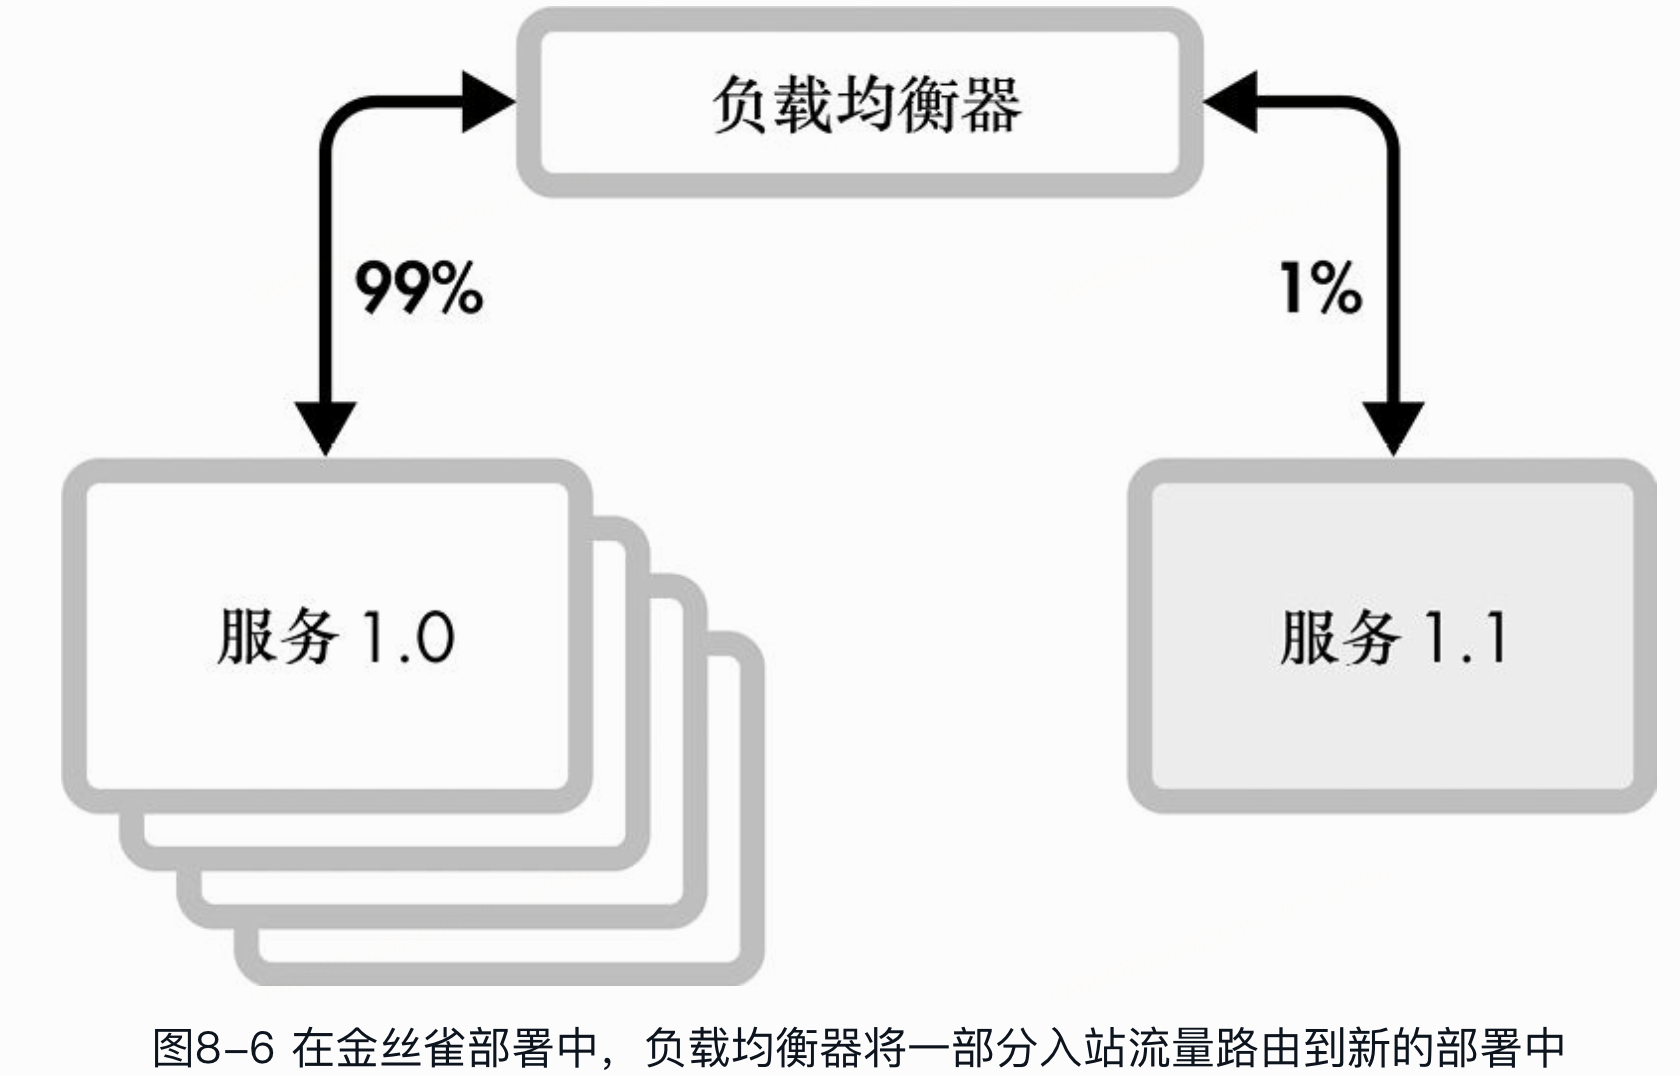 负载均衡器
99%
1%
服务 1.0
服务 1.1
图8-6 在金丝雀部署中，负载均衡器将一部分入站流量路由到新的部署中